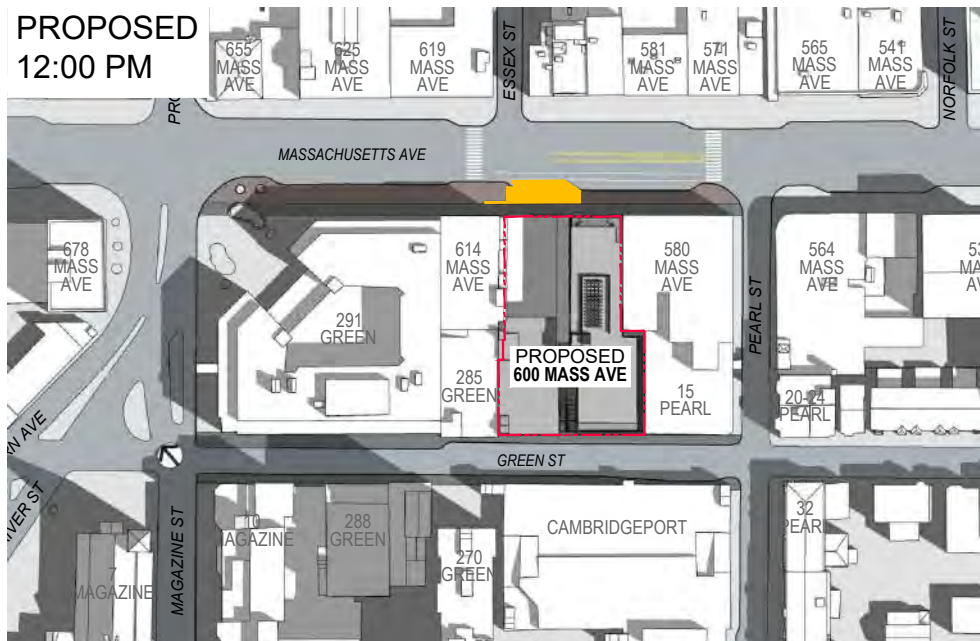 PROPOSED
12:00 PM
655
MASS
AVE
625
MASS
AVE
619
MASS
AVE
ESSEX ST
581
MASS
AVE
571
MASS
AVE
565
MASS
AVE
541
MASS
AVE
NORFOLK ST
MASSACHUSETTS AVE
678
MASS
AVE
614
MASS
AVE
580
MASS
AVE
564
MASS
AVE
PEARL ST
291
GREEN
PROPOSED
600 MASS AVE
285
GREEN
15
PEARL
20-24
PEARL
GREEN ST
MAGAZINE ST
288
GREEN
270
GREEN
CAMBRIDGEPORT
32
PEARL
7
MAGAZINE